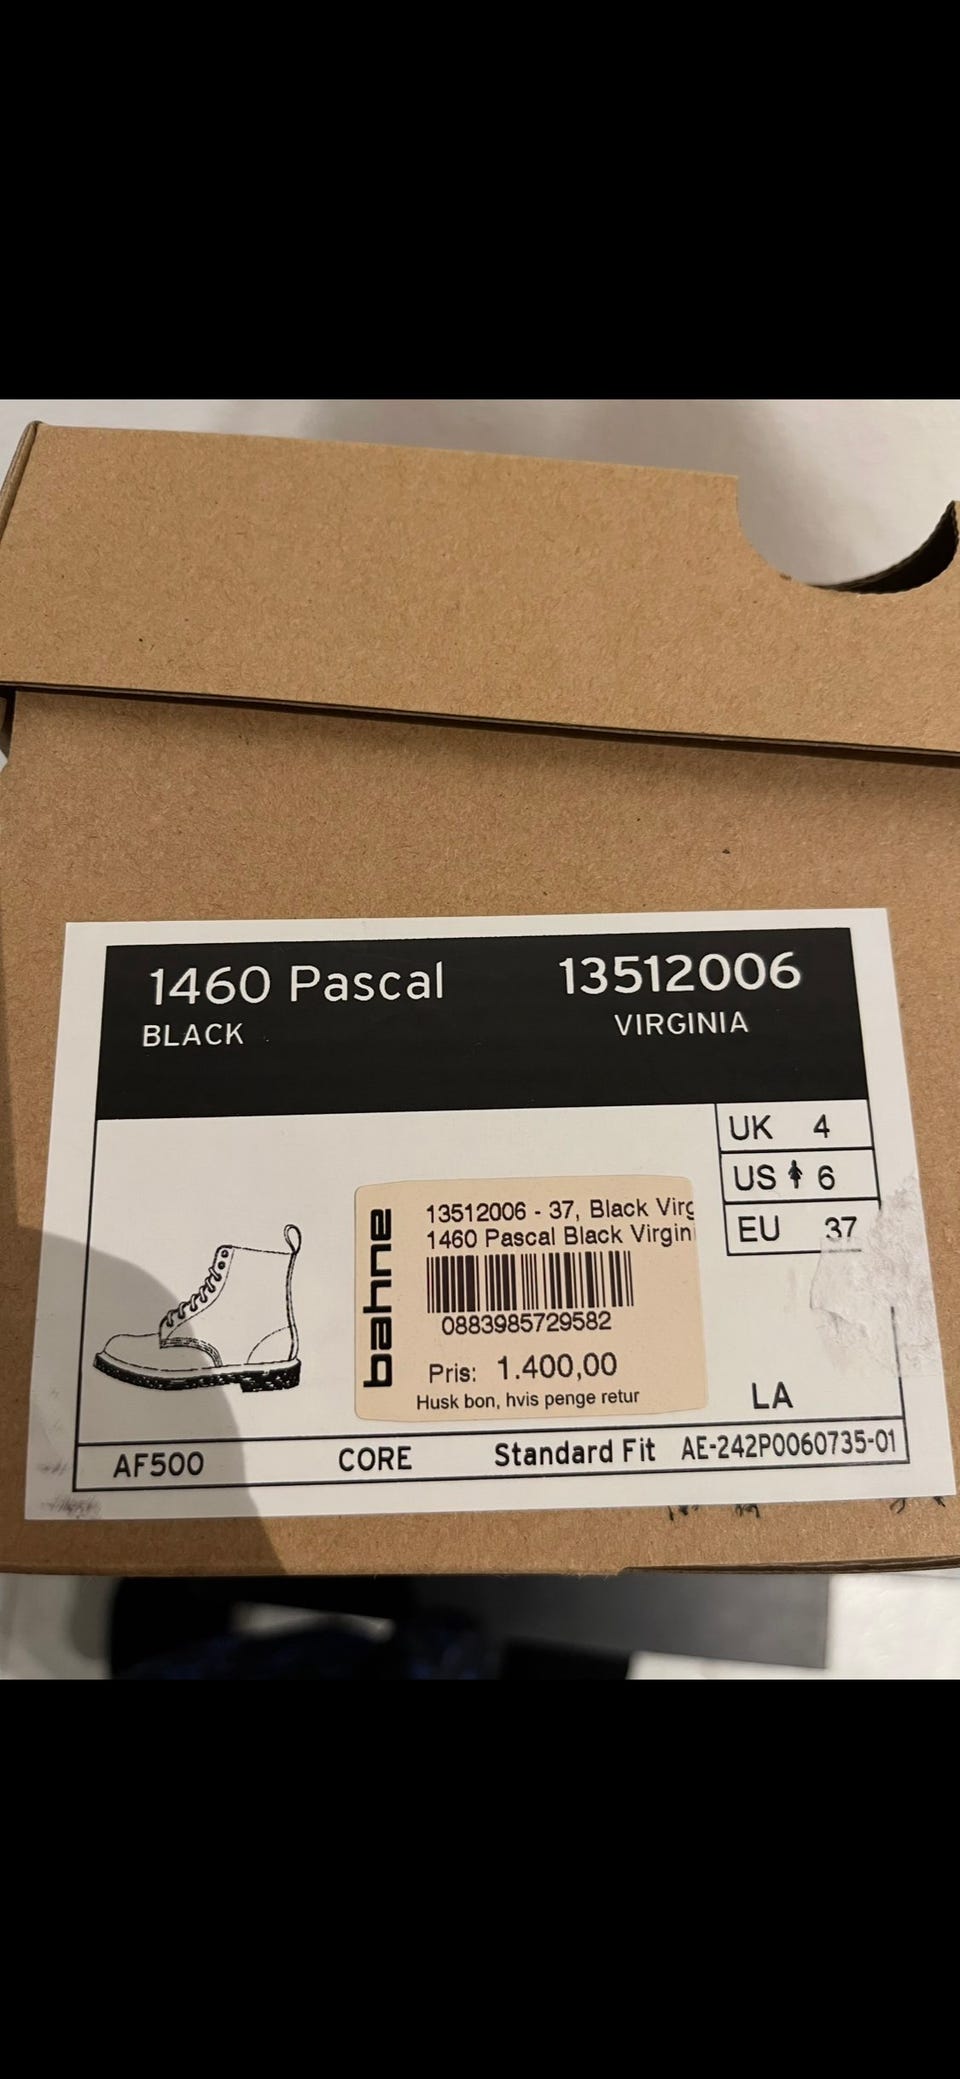 1460 Pascal 13512006
BLACK VIRGINIA
UK 4
US 6
EU 37
bahne
13512006 - 37, Black Virg
1460 Pascal Black Virgin
0883985729582
Pris: 1.400,00
Husk bon, hvis penge retur
LA
AF500 CORE Standard Fit AE-242P0060735-01